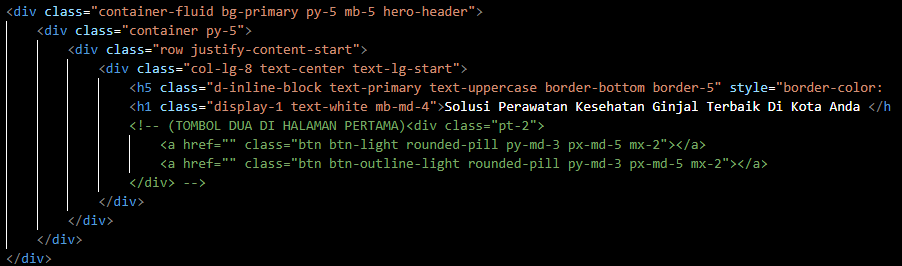 <div class="container-fluid bg-primary py-5 mb-5 hero-header">
<div class="container py-5">
<div class="row justify-content-start">
<div class="col-lg-8 text-center text-lg-start">
<h5 class="d-inline-block text-primary text-uppercase border-bottom border-5" style="border-color:
<h1 class="display-1 text-white mb-md-4">Solusi Perawatan Kesehatan Ginjal Terbaik Di Kota Anda </h
<!-- (TOMBOL DUA DI HALAMAN PERTAMA)<div class="pt-2">
<a href="" class="btn btn-light rounded-pill py-md-3 px-md-5 mx-2"></a>
<a href="" class="btn btn-outline-light rounded-pill py-md-3 px-md-5 mx-2"></a>
</div> -->
</div>
</div>
</div>
</div>